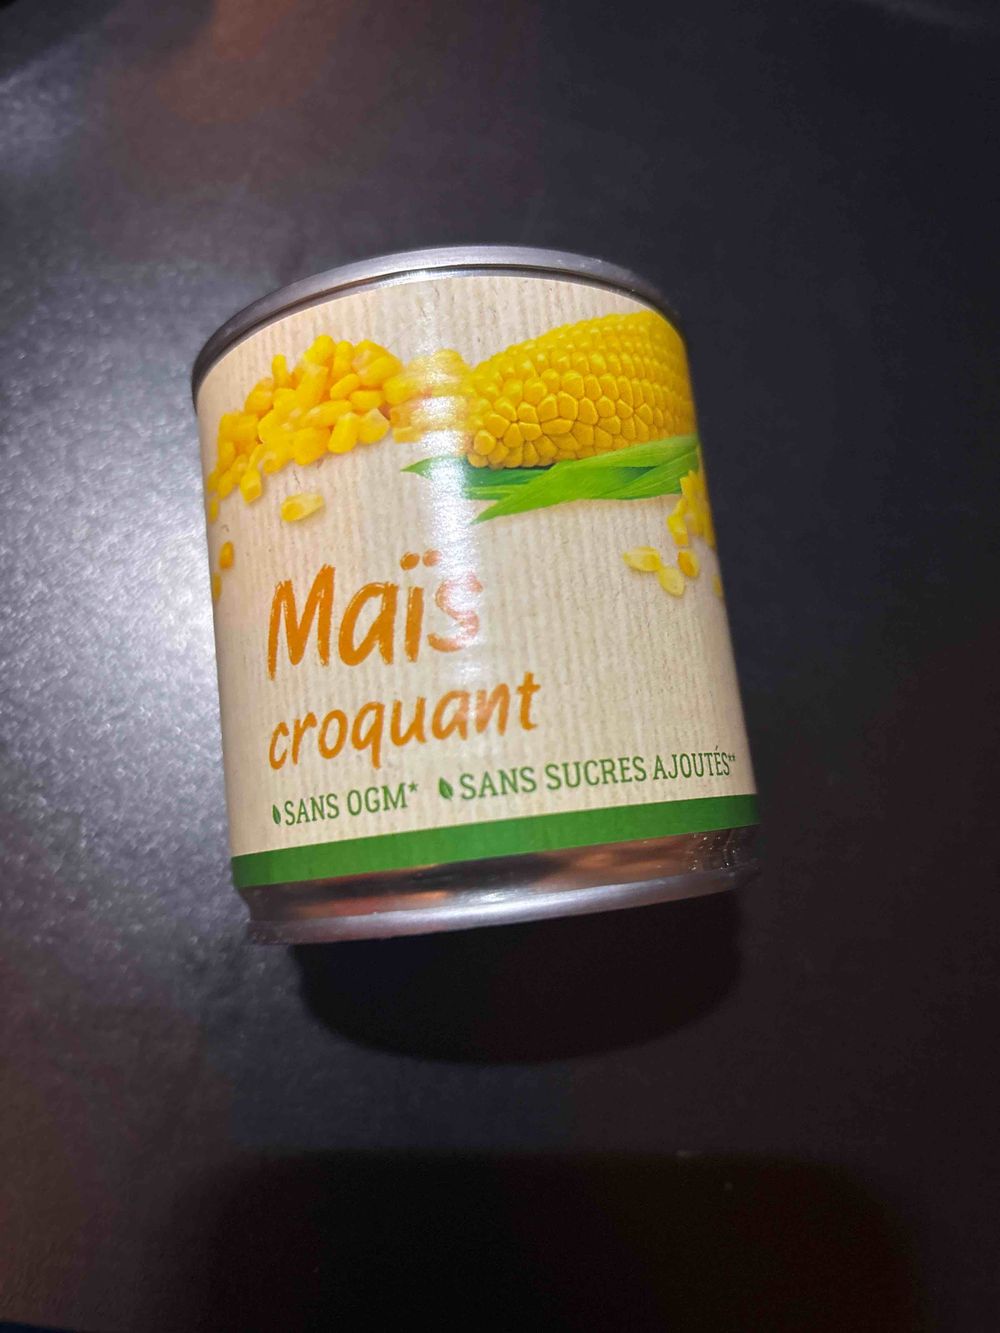 Maïs
croquant
SANS OGM* SANS SUCRES AJOUTÉS**